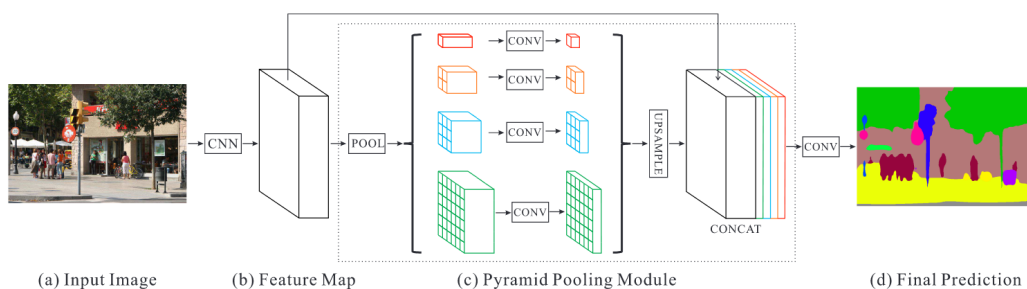 CONV
CONV
CONV
CONV
CNN
POOL
UPSAMPLE
CONV
CONCAT
(a) Input Image
(b) Feature Map
(c) Pyramid Pooling Module
(d) Final Prediction